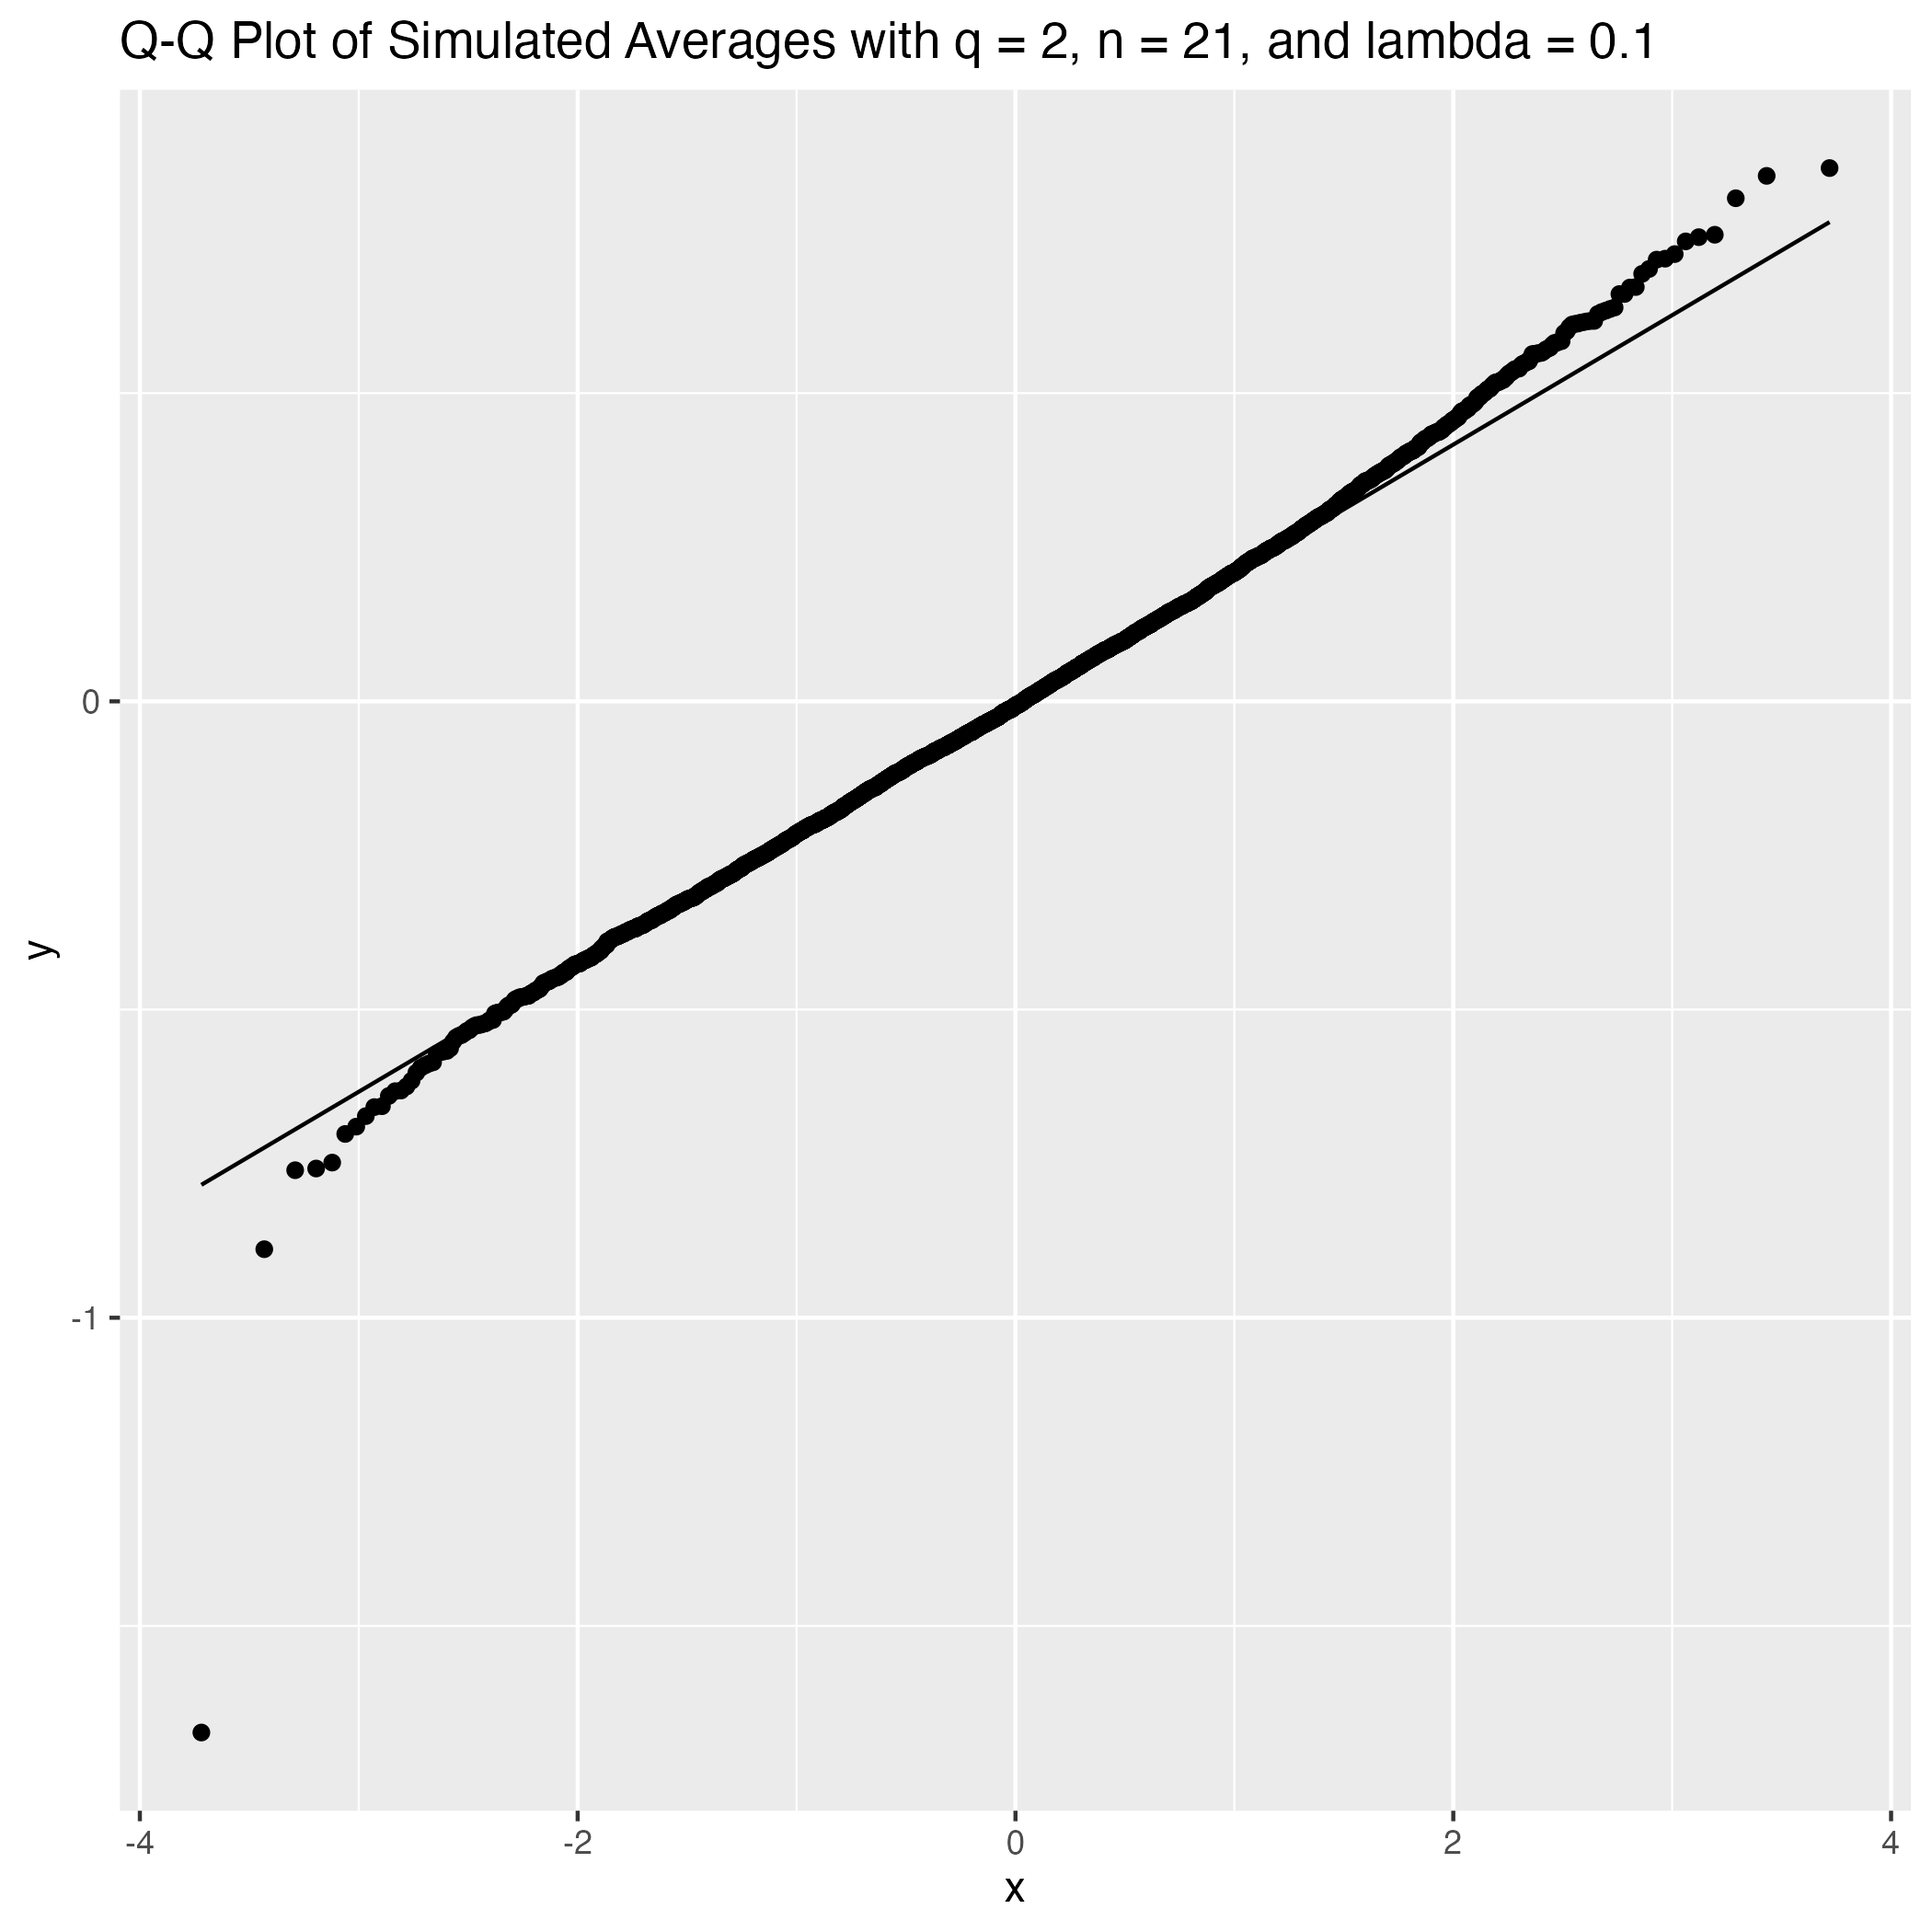 Q-Q Plot of Simulated Averages with q = 2, n = 21, and lambda = 0.1
y
0
-1
-4
-2
0
2
4
x